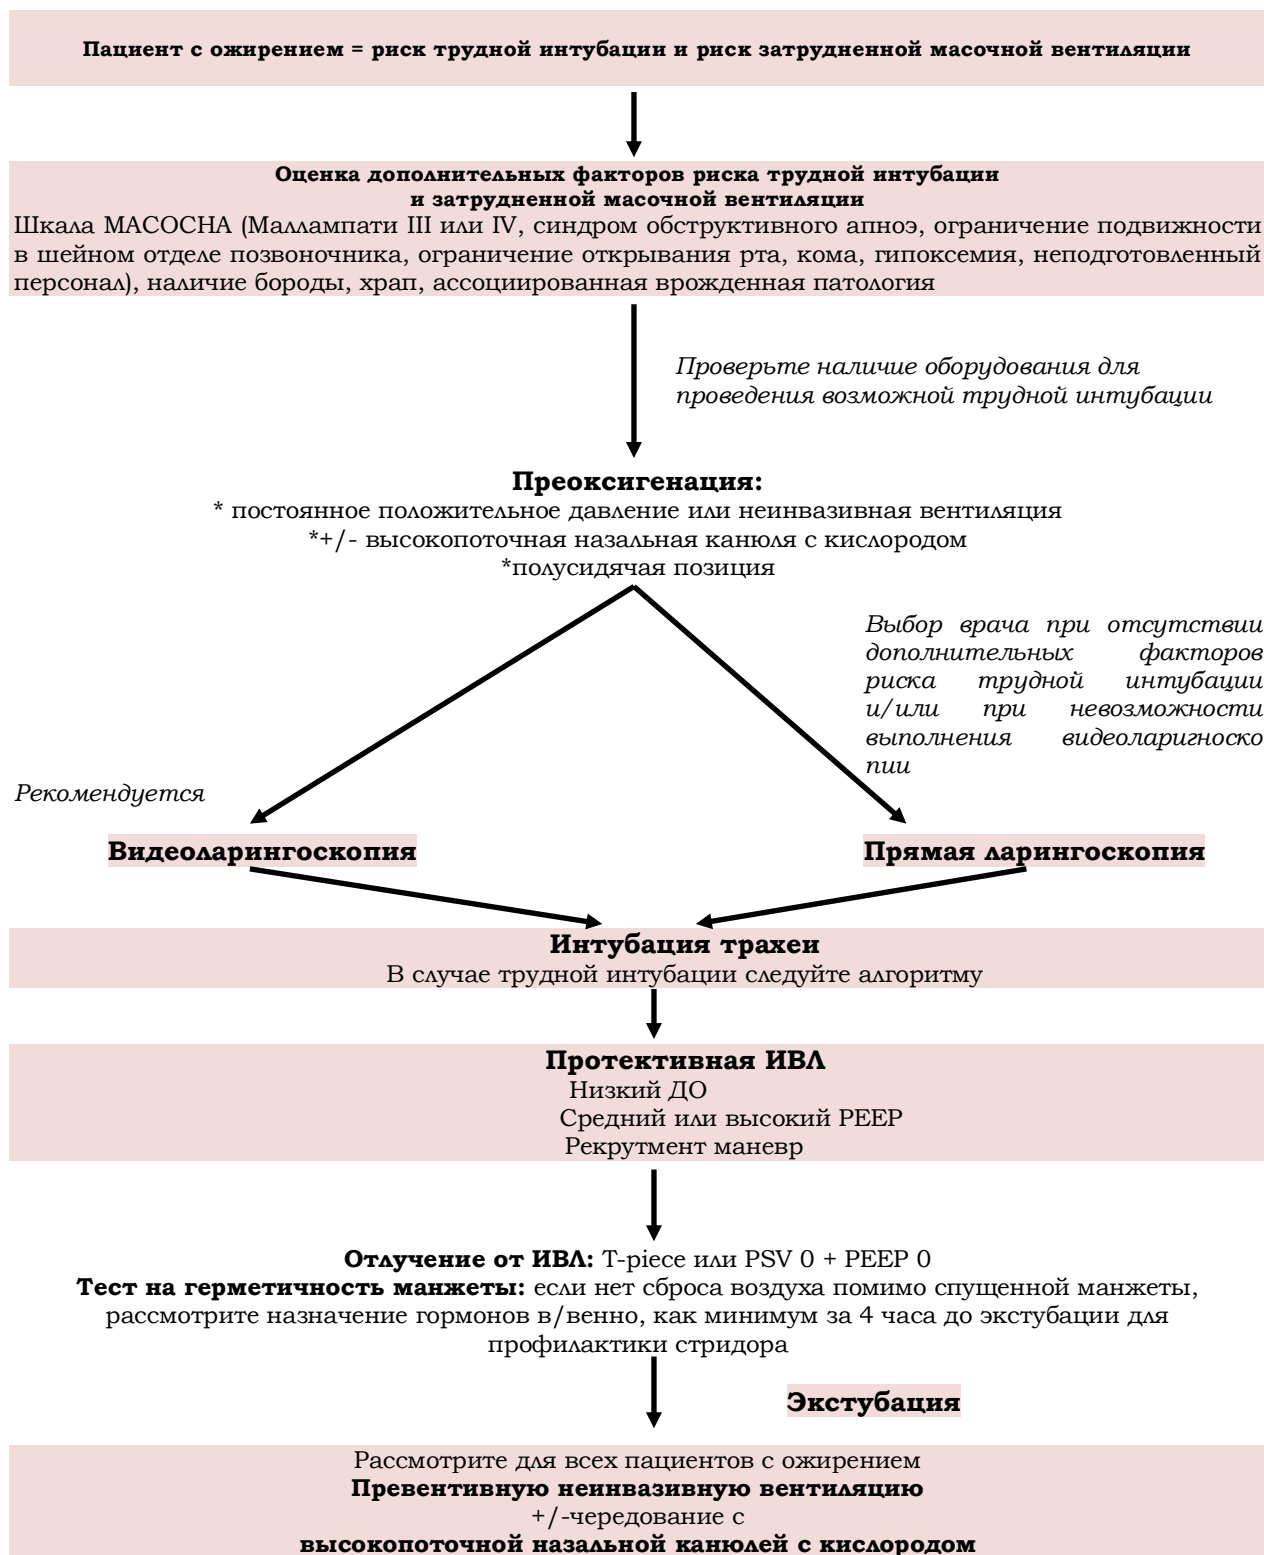 Пациент с ожирением = риск трудной интубации и риск затрудненной масочной вентиляции
Оценка дополнительных факторов риска трудной интубации
и затрудненной масочной вентиляции
Шкала МАСОСНА (Маллампати III или IV, синдром обструктивного апноэ, ограничение подвижности
в шейном отделе позвоночника, ограничение открывания рта, кома, гипоксемия, неподготовленный
персонал), наличие бороды, храп, ассоциированная врожденная патология
Проверьте наличие оборудования для
проведения возможной трудной интубации
Преоксигенация:
* постоянное положительное давление или неинвазивная вентиляция
*+/- высокопоточная назальная канюля с кислородом
*полусидячая позиция
Выбор врача при отсутствии
дополнительных факторов
риска трудной интубации
и/или при невозможности
выполнения видеоларигноско
пии
Рекомендуется
Видеоларингоскопия
Прямая ларингоскопия
Интубация трахеи
В случае трудной интубации следуйте алгоритму
Протективная ИВЛ
Низкий ДО
Средний или высокий PEEP
Рекрутмент маневр
Отлучение от ИВЛ: T-piece или PSV 0 + PEEP 0
Тест на герметичность манжеты: если нет сброса воздуха помимо спущенной манжеты,
рассмотрите назначение гормонов в/венно, как минимум за 4 часа до экстубации для
профилактики стридора
Экстубация
Рассмотрите для всех пациентов с ожирением
Превентивную неинвазивную вентиляцию
+/-чередование с
высокопоточной назальной канюлей с кислородом